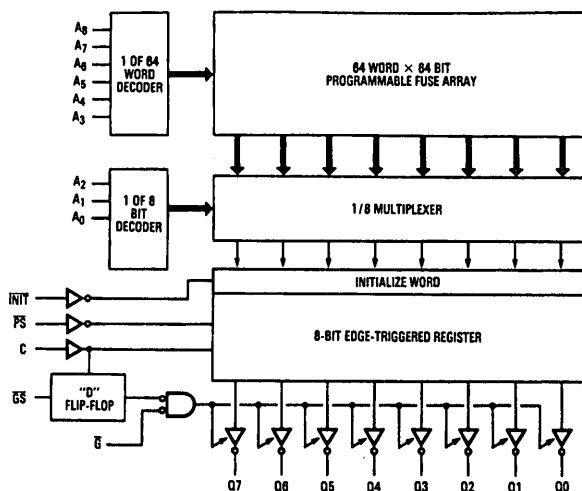 A8
A7
A6
A5
A4
A3
1 OF 64
WORD
DECODER
64 WORD × 64 BIT
PROGRAMMABLE FUSE ARRAY
A2
A1
A0
1 OF 8
BIT
DECODER
1/8 MULTIPLEXER
INITIALIZE WORD
8-BIT EDGE-TRIGGERED REGISTER
INIT
PS
C
GS
"D"
FLIP-FLOP
G
Q7 Q6 Q5 Q4 Q3 Q2 Q1 Q0